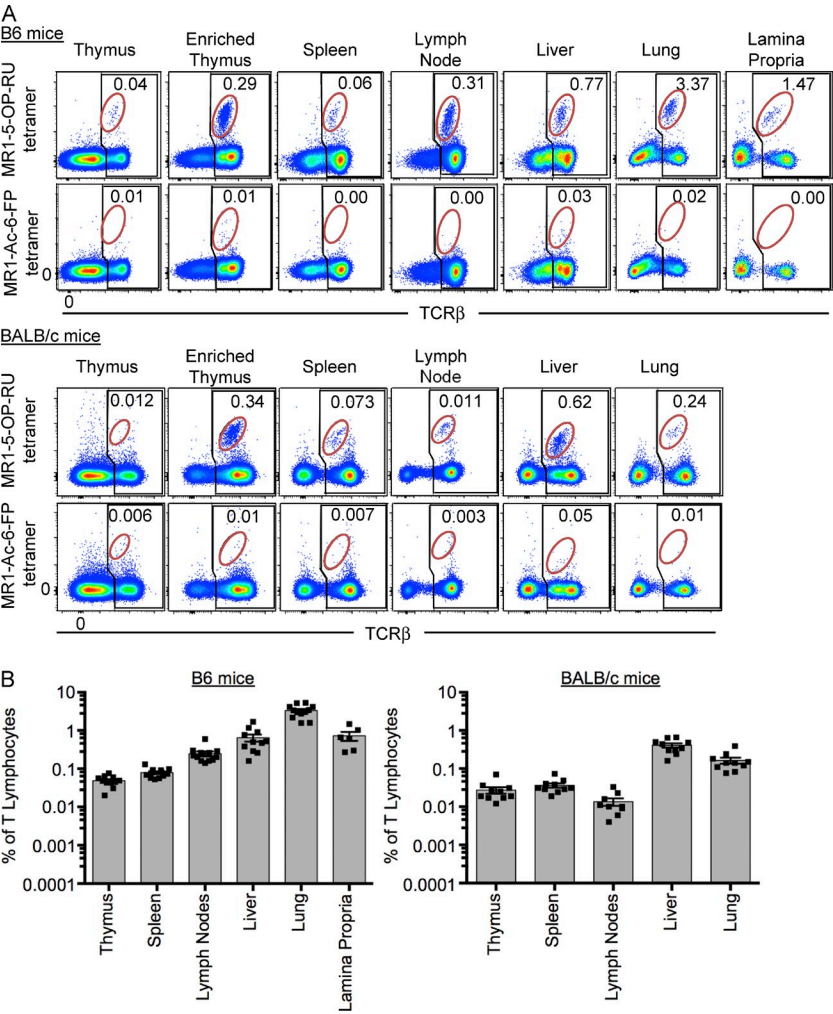 A
B6 mice
Thymus
Enriched
Thymus
Spleen
Lymph
Node
Liver
Lung
Lamina
Propria
MR1-5-OP-RU
tetramer
0.04
0.29
0.06
0.31
0.77
3.37
1.47
MR1-Ac-6-FP
tetramer
0.01
0.01
0.00
0.00
0.03
0.02
0.00
0
0
TCRβ
BALB/c mice
Thymus
Enriched
Thymus
Spleen
Lymph
Node
Liver
Lung
MR1-5-OP-RU
tetramer
0.012
0.34
0.073
0.011
0.62
0.24
MR1-Ac-6-FP
tetramer
0.006
0.01
0.007
0.003
0.05
0.01
0
0
TCRβ
B
B6 mice
% of T Lymphocytes
10
1
0.1
0.01
0.001
0.0001
Thymus
Spleen
Lymph Nodes
Liver
Lung
Lamina Propria
BALB/c mice
% of T Lymphocytes
10
1
0.1
0.01
0.001
0.0001
Thymus
Spleen
Lymph Nodes
Liver
Lung